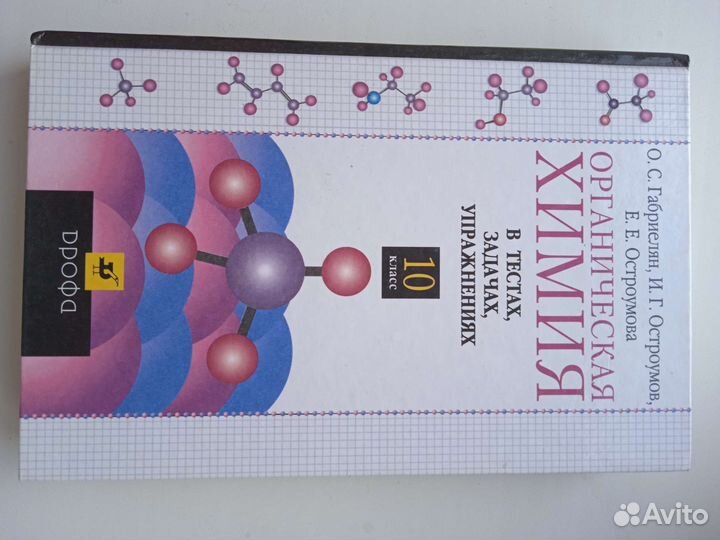 О. С. Габриелян, И. Г. Остроумов,
Е. Е. Остроумова
ОРГАНИЧЕСКАЯ
ХИМИЯ
В ТЕСТАХ,
ЗАДАЧАХ,
УПРАЖНЕНИЯХ
10
класс
ДРОФА
Avito